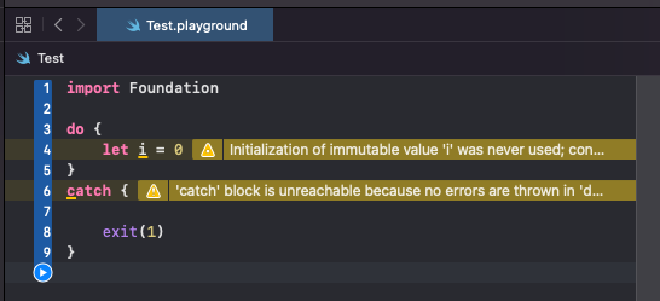 Test.playground
Test
1 import Foundation
2
3 do {
4 let i = 0 Initialization of immutable value 'i' was never used; con...
5 }
6 catch { 'catch' block is unreachable because no errors are thrown in 'd...
7
8 exit(1)
9 }